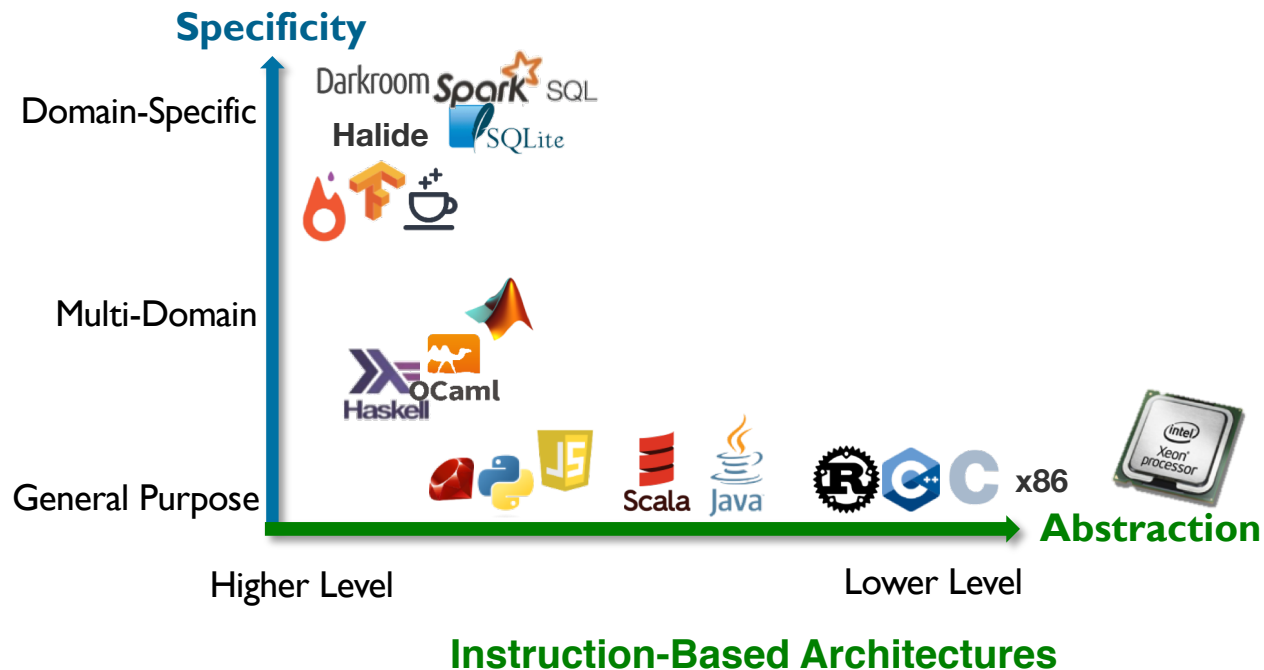 Specificity
Domain-Specific
Darkroom Spark SQL
Halide SQLite
++
Multi-Domain
OCaml
Haskell
General Purpose
JS
Scala
Java
R
C++
C
x86
intel
Xeon®
processor
Abstraction
Higher Level
Lower Level
Instruction-Based Architectures